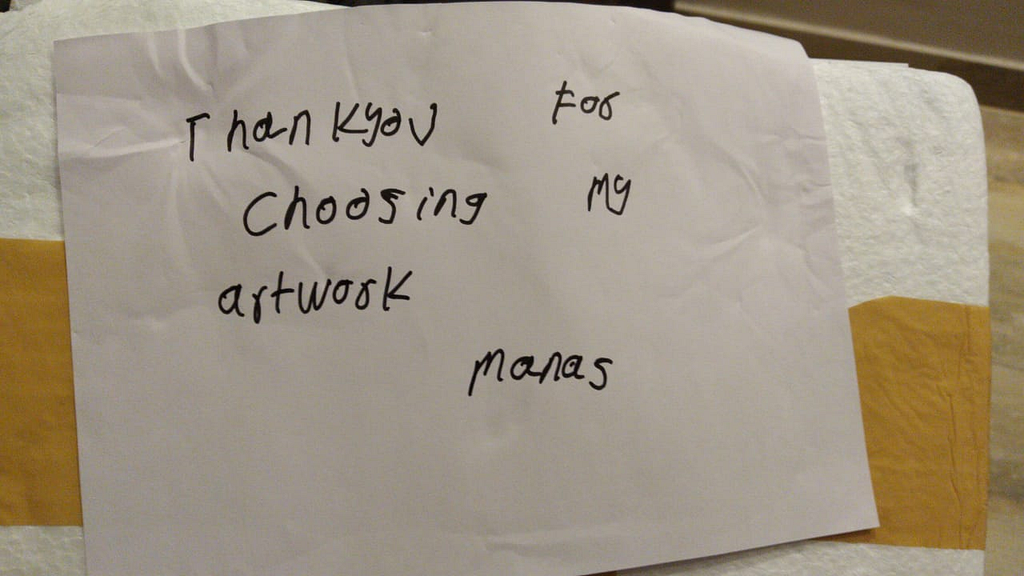 Thankyou For
Choosing my
artwork
manas